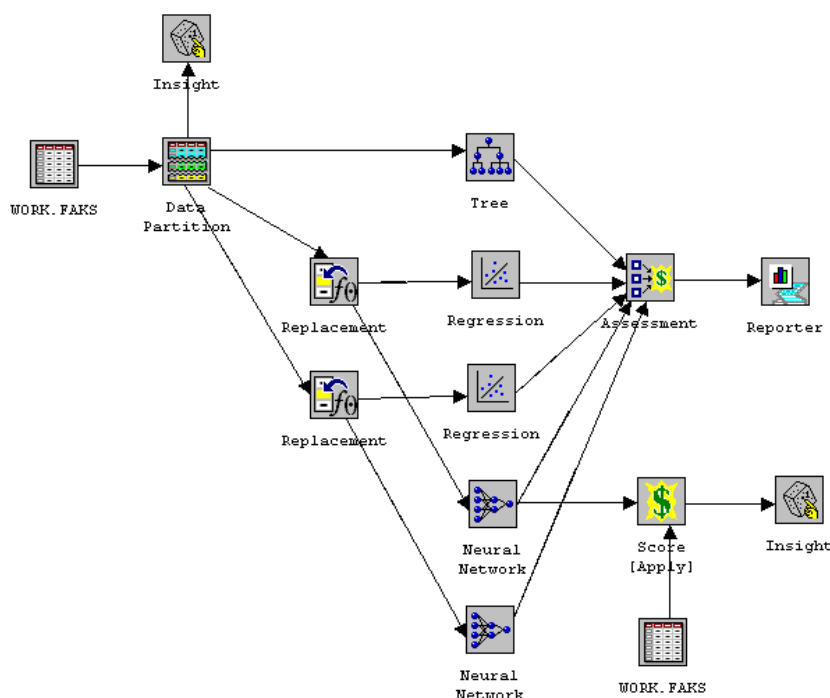 Insight
WORK.FAKS
Data
Partition
Tree
Replacement
Regression
Assessment
Reporter
Replacement
Regression
Neural
Network
Score
[Apply]
Insight
Neural
Network
WORK.FAKS